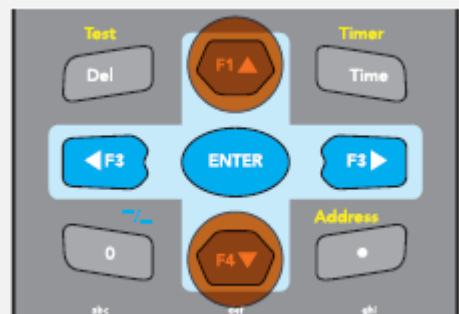 Test Timer
Del F1▲ Time
◀F3 ENTER F3▶
-/_ Address
0 F4▼ •
abc def ghi